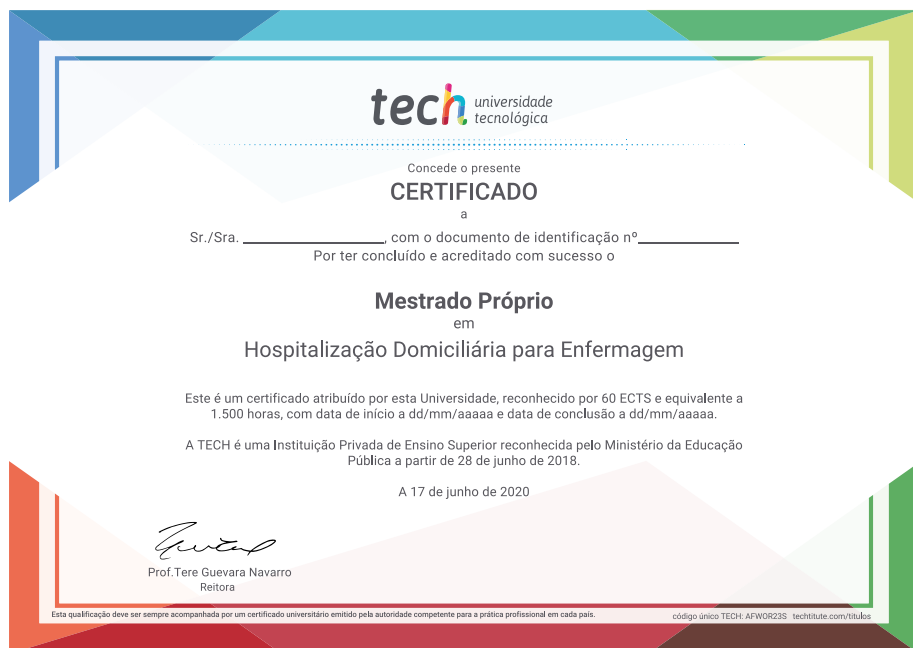 tech universidade
tecnológica
Concede o presente
CERTIFICADO
a
Sr./Sra. ________________, com o documento de identificação nº____________
Por ter concluído e acreditado com sucesso o
Mestrado Próprio
em
Hospitalização Domiciliária para Enfermagem
Este é um certificado atribuído por esta Universidade, reconhecido por 60 ECTS e equivalente a
1.500 horas, com data de início a dd/mm/aaaaa e data de conclusão a dd/mm/aaaaa.
A TECH é uma Instituição Privada de Ensino Superior reconhecida pelo Ministério da Educação
Pública a partir de 28 de junho de 2018.
A 17 de junho de 2020
Prof.Tere Guevara Navarro
Reitora
Esta qualificação deve ser sempre acompanhada por um certificado universitário emitido pela autoridade competente para a prática profissional em cada país.
código único TECH: AFWOR23S techtitute.com/titulos